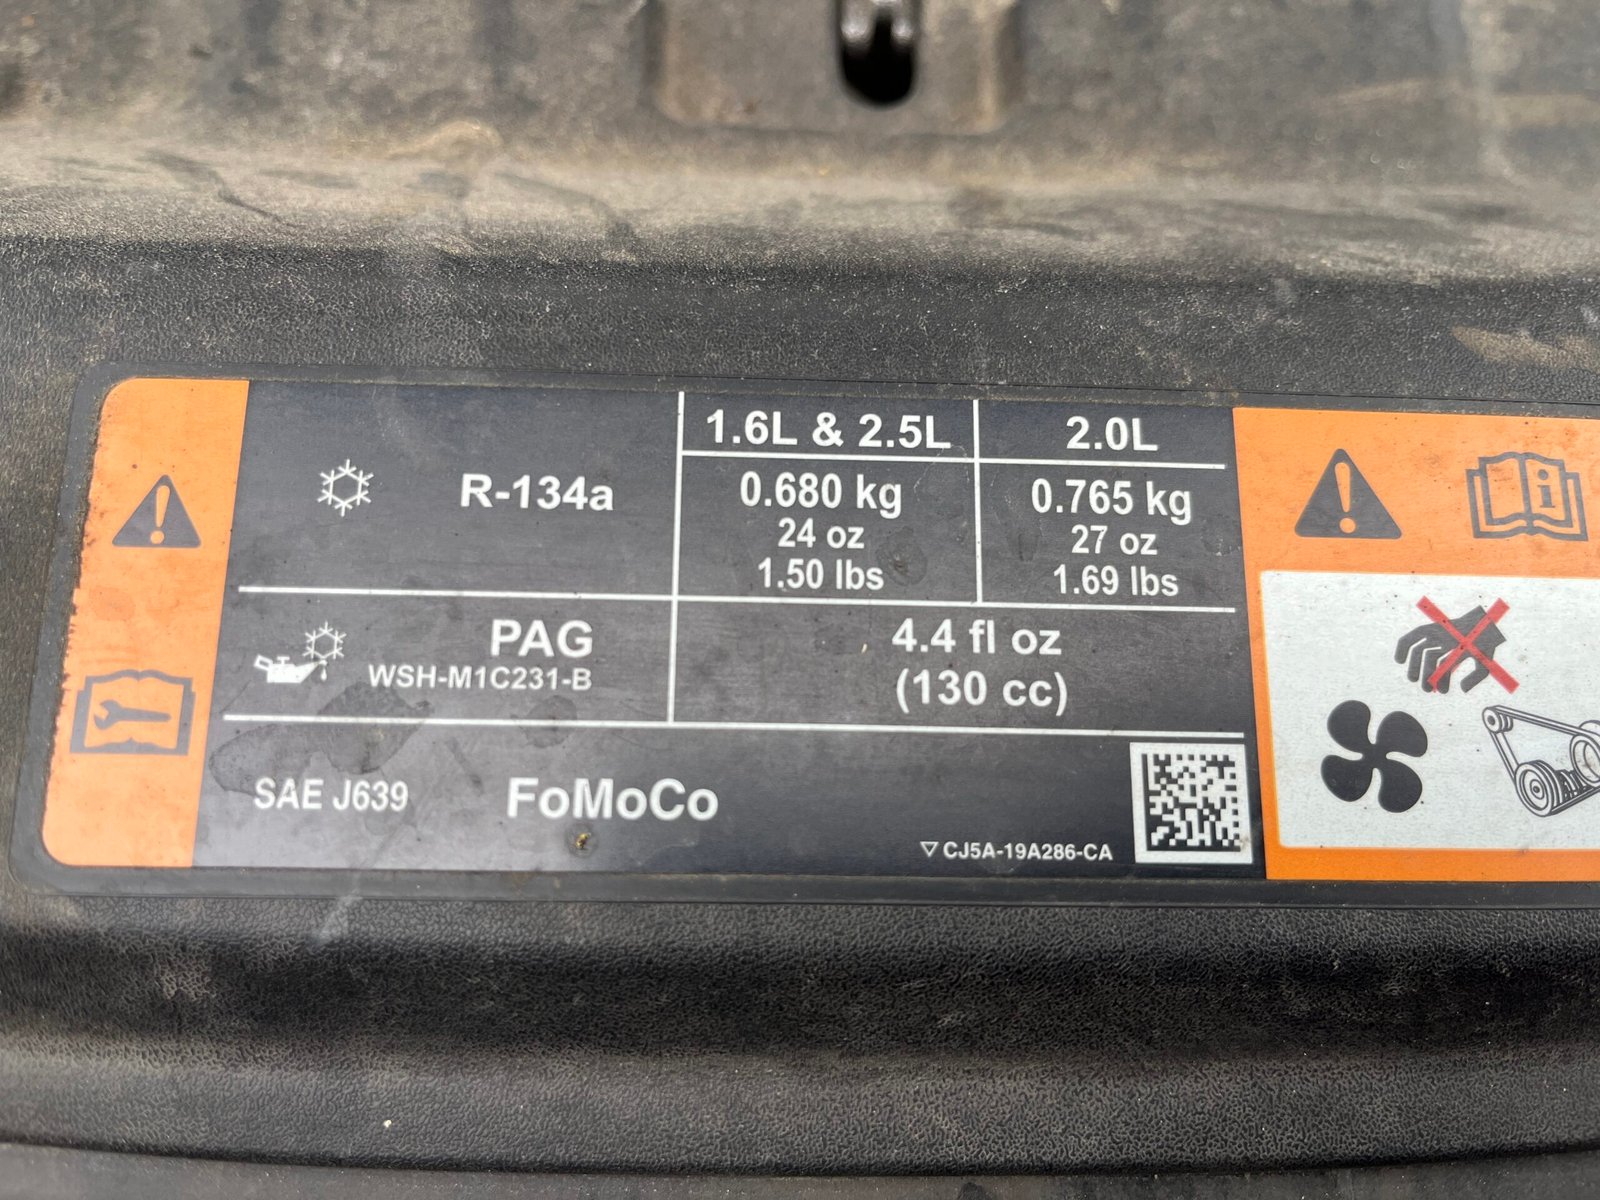 1.6L & 2.5L 2.0L
R-134a 0.680 kg 0.765 kg
24 oz 27 oz
1.50 lbs 1.69 lbs
PAG 4.4 fl oz
WSH-M1C231-B (130 cc)
SAE J639 FoMoCo
CJ5A-19A286-CA